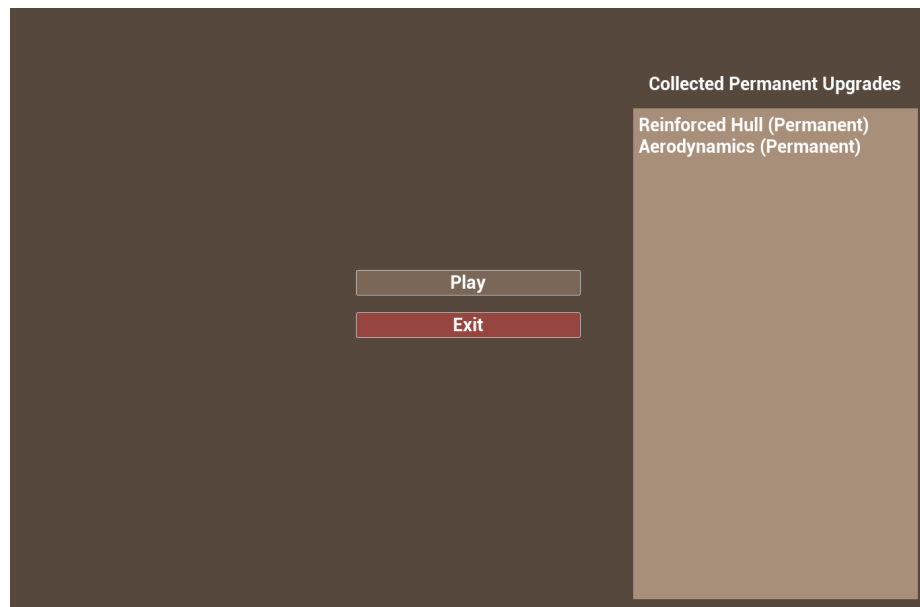 Collected Permanent Upgrades
Reinforced Hull (Permanent)
Aerodynamics (Permanent)
Play
Exit